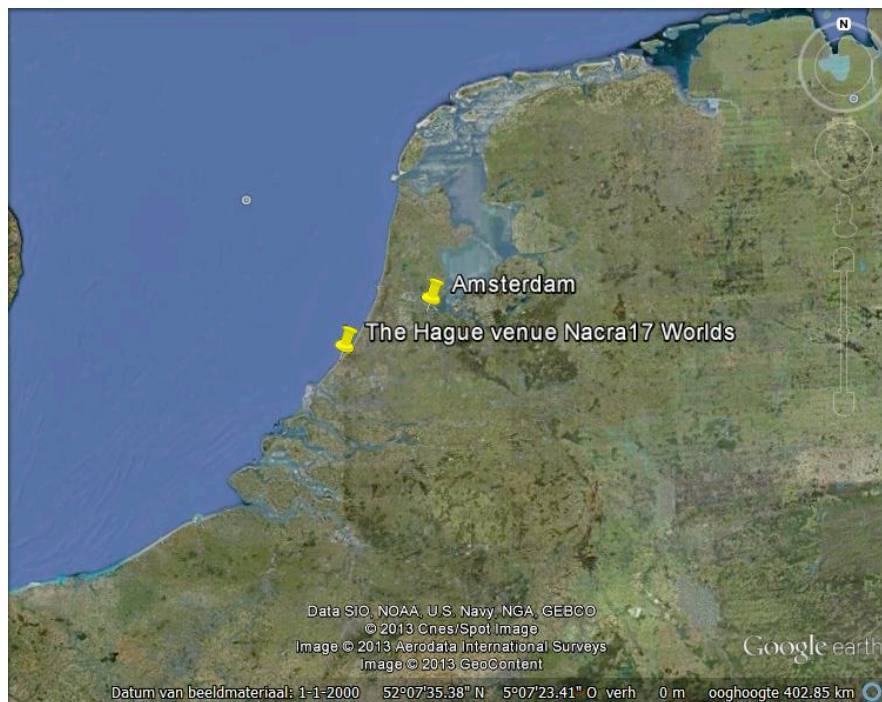 N
Amsterdam
The Hague venue Nacra17 Worlds
Data SIO, NOAA, U.S. Navy, NGA, GEBCO
© 2013 Cnes/Spot Image
Image © 2013 Aerodata International Surveys
Image © 2013 GeoContent
Google earth
Datum van beeldmateriaal: 1-1-2000 52°07'35.38" N 5°07'23.41" O verh 0 m ooghoogte 402.85 km